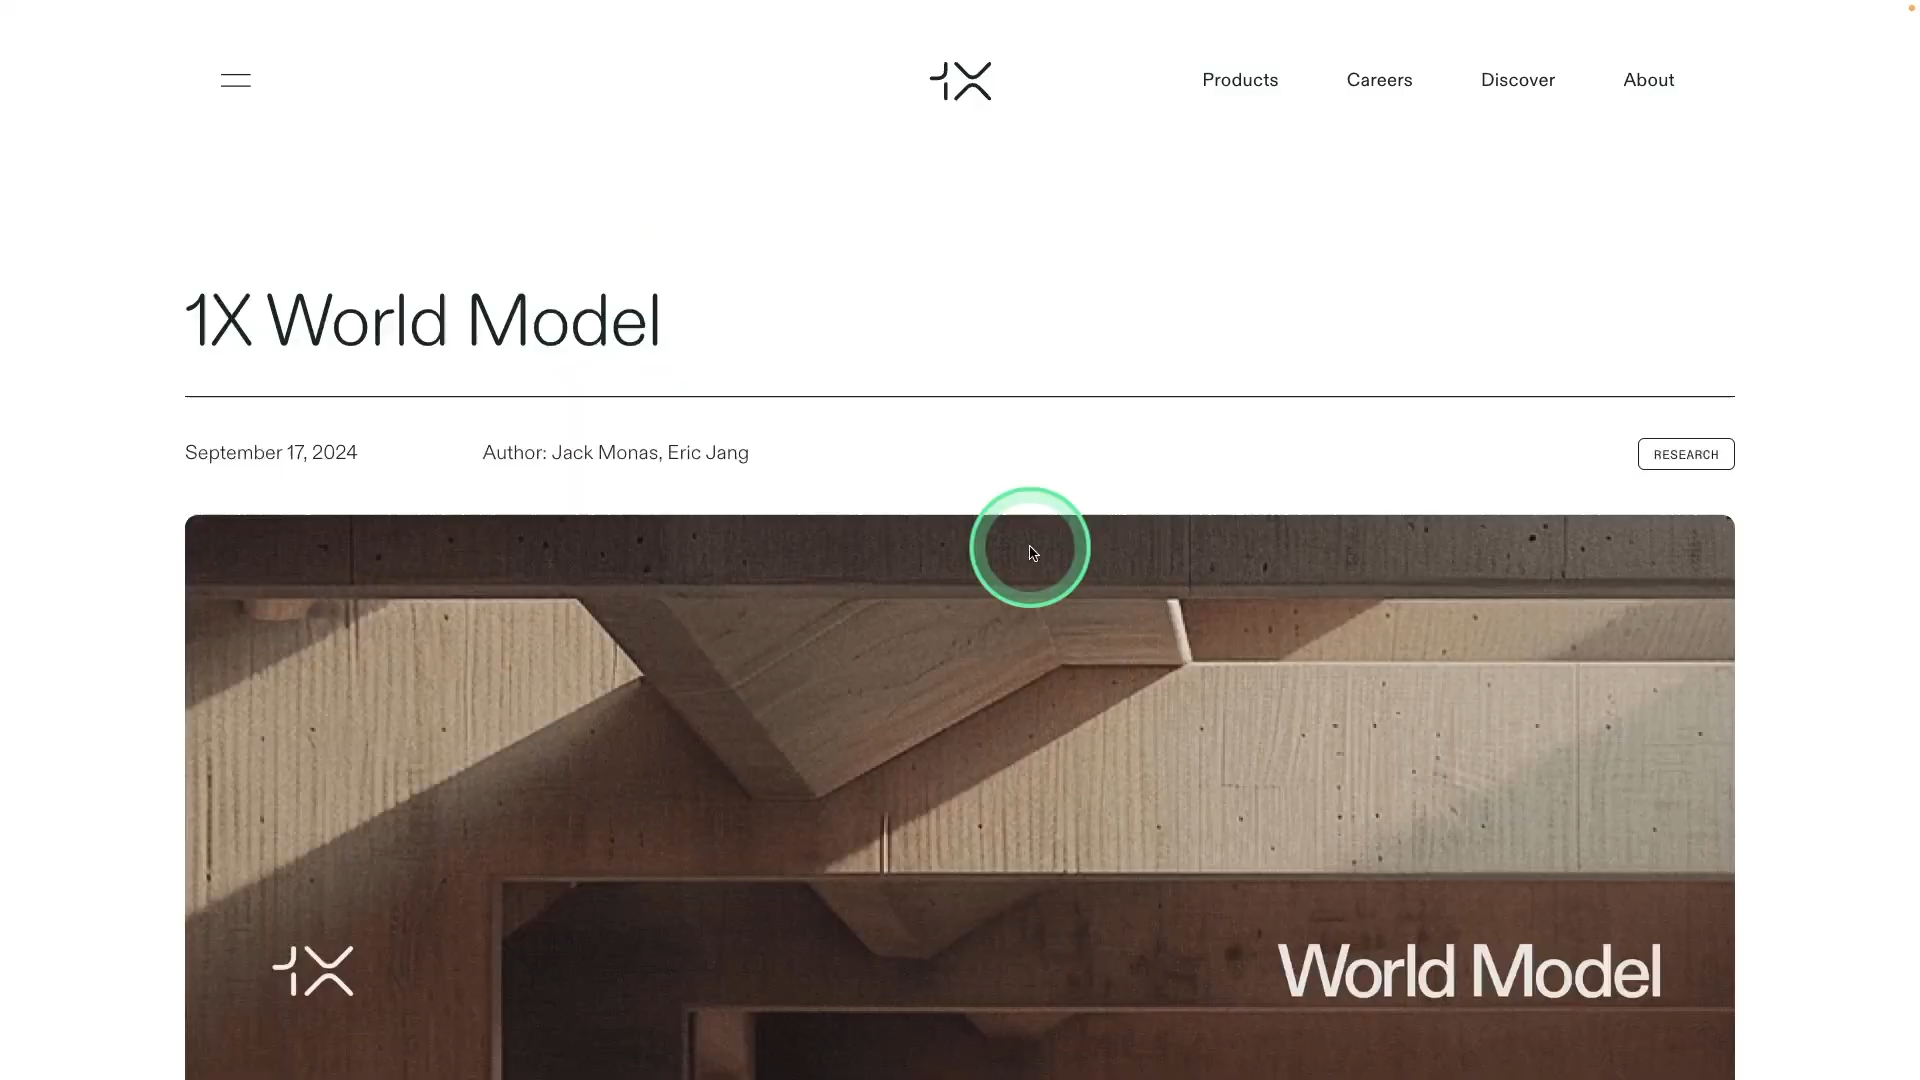 1X
Products
Careers
Discover
About
1X World Model
September 17, 2024
Author: Jack Monas, Eric Jang
RESEARCH
1X
World Model